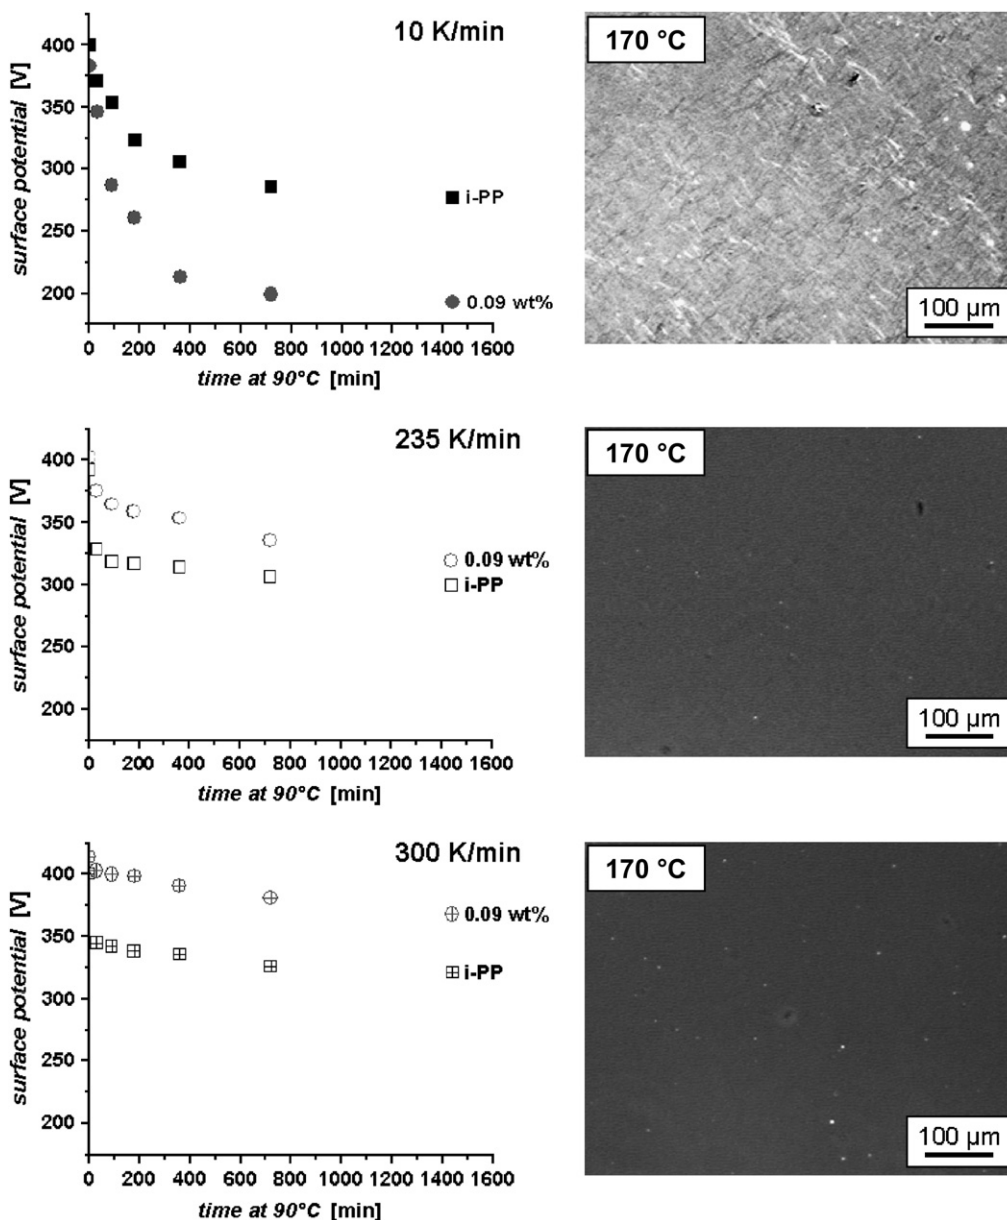 10 K/min
surface potential [V]
400
350
300
250
200
i-PP
0.09 wt%
0 200 400 600 800 1000 1200 1400 1600
time at 90°C [min]
170 °C
100 µm
235 K/min
surface potential [V]
400
350
300
250
200
0.09 wt%
i-PP
0 200 400 600 800 1000 1200 1400 1600
time at 90°C [min]
170 °C
100 µm
300 K/min
surface potential [V]
400
350
300
250
200
0.09 wt%
i-PP
0 200 400 600 800 1000 1200 1400 1600
time at 90°C [min]
170 °C
100 µm